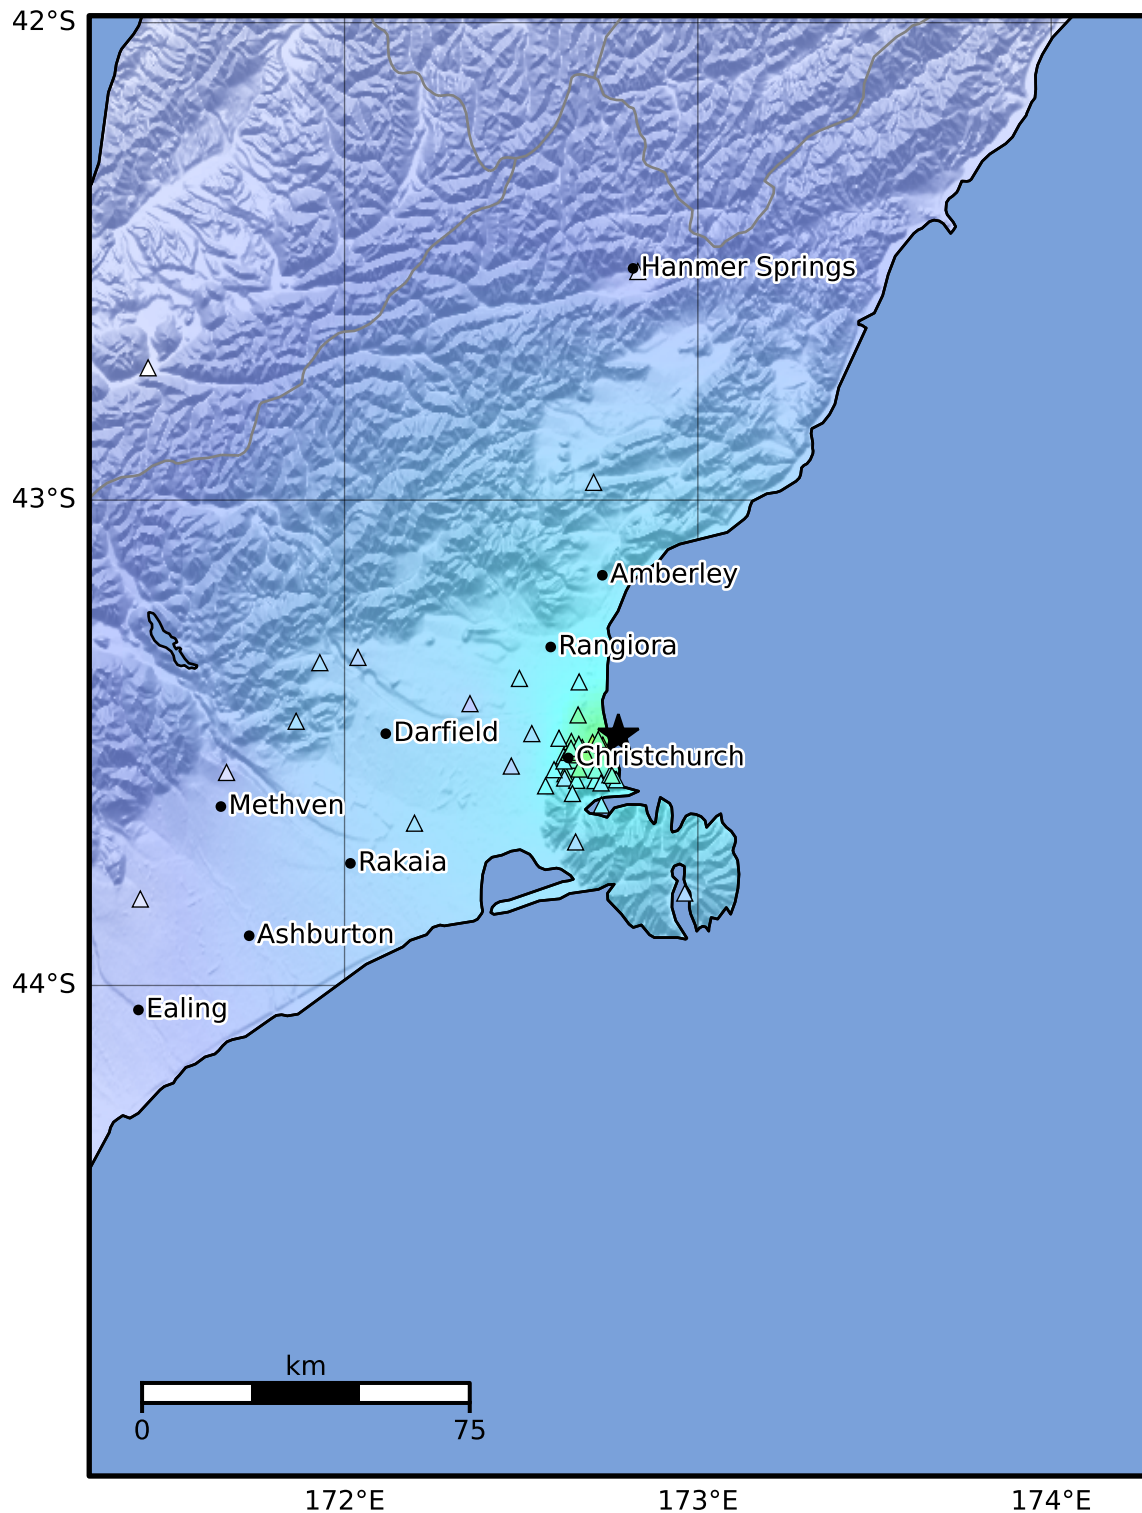 42°S
Hanmer Springs
43°S
Amberley
Rangiora
Darfield
Christchurch
Methven
Rakaia
Ashburton
44°S
Ealing
km
0 75
172°E 173°E 174°E